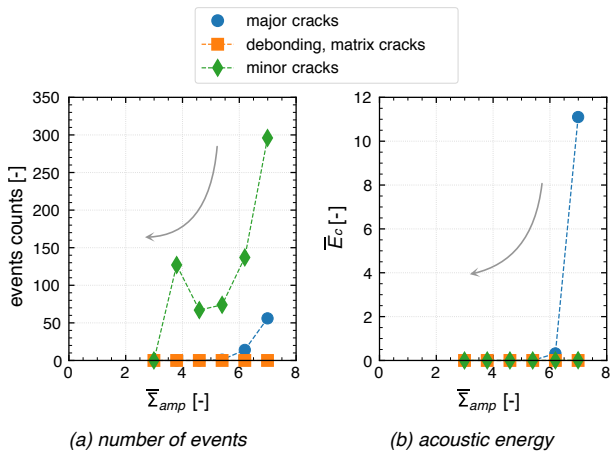 major cracks
debonding, matrix cracks
minor cracks
350
300
250
200
150
100
50
0
events counts [-]
0 2 4 6 8
Σ̅amp [-]
(a) number of events
12
10
8
6
4
2
0
E̅c [-]
0 2 4 6 8
Σ̅amp [-]
(b) acoustic energy